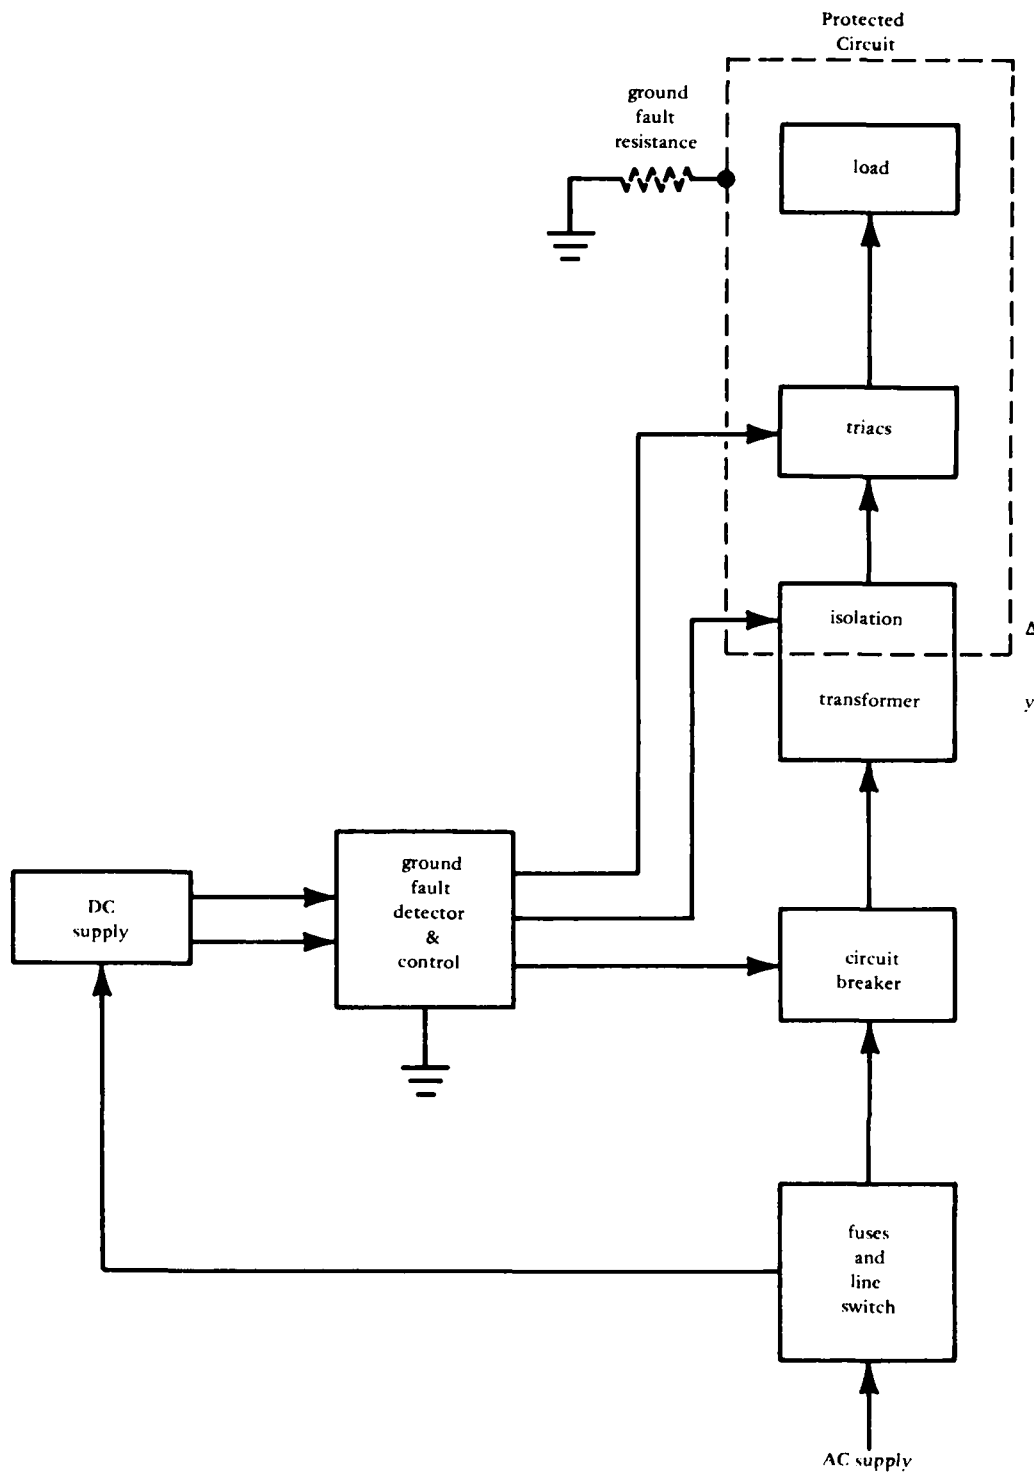 Protected
Circuit
ground
fault
resistance
load
triacs
isolation
Δ
transformer
y
ground
fault
detector
&
control
DC
supply
circuit
breaker
fuses
and
line
switch
AC supply